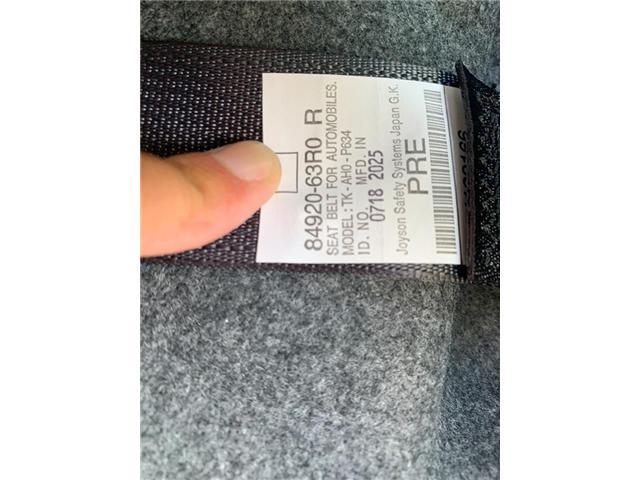 84920-63R0 R
SEAT BELT FOR AUTOMOBILES.
MODEL: TK-AH0-P634
ID. NO. MFD. IN
0718 2025
Joyson Safety Systems Japan G.K.
PRE